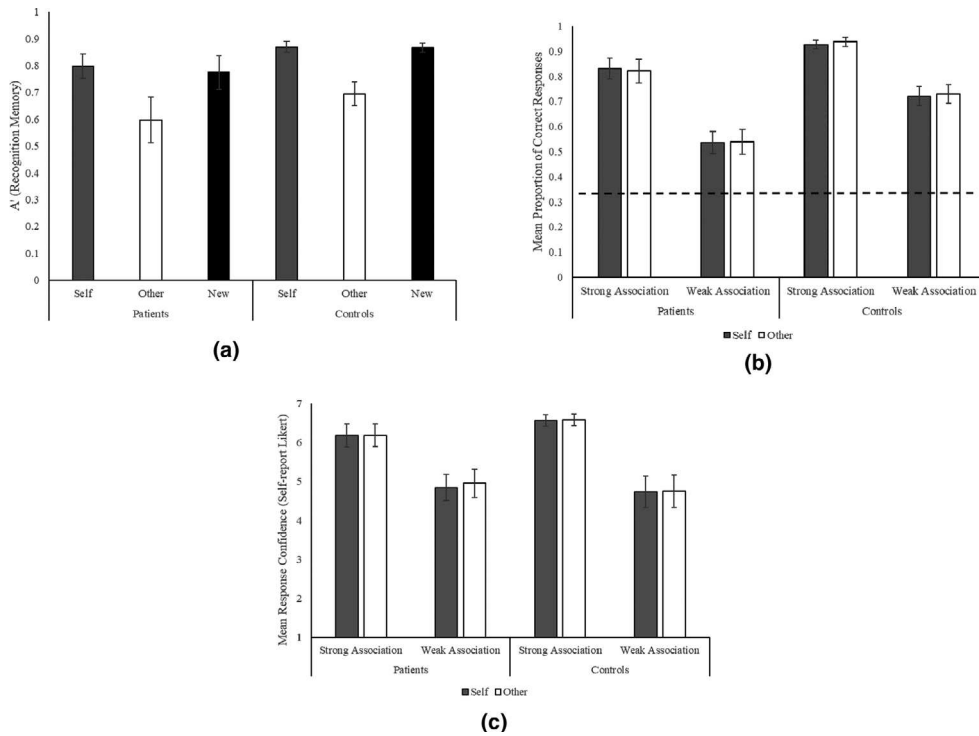 A' (Recognition Memory)
1
0.9
0.8
0.7
0.6
0.5
0.4
0.3
0.2
0.1
0
Self Other New Self Other New
Patients Controls
(a)
Mean Proportion of Correct Responses
1
0.9
0.8
0.7
0.6
0.5
0.4
0.3
0.2
0.1
0
Strong Association Weak Association Strong Association Weak Association
Patients Controls
Self Other
(b)
Mean Response Confidence (Self-report Likert)
7
6
5
4
3
2
1
Strong Association Weak Association Strong Association Weak Association
Patients Controls
Self Other
(c)